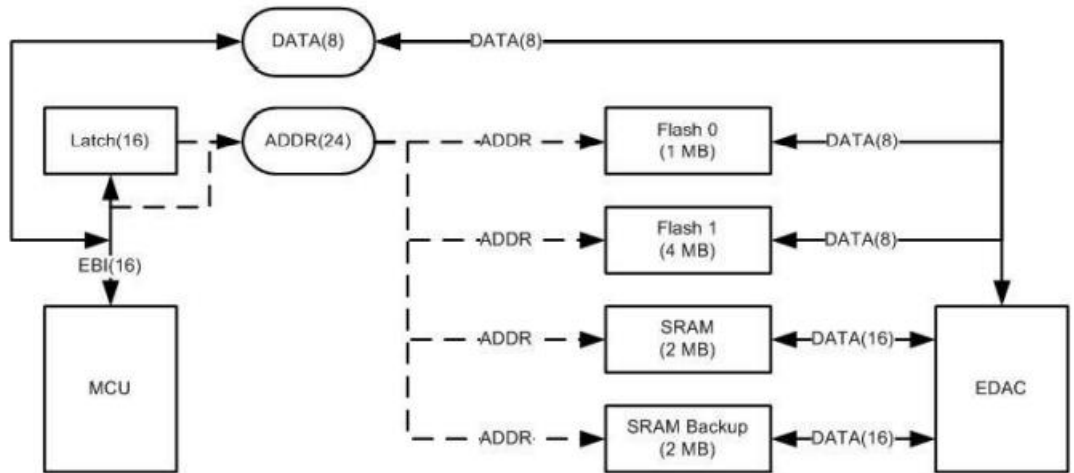 DATA(8)
DATA(8)
Latch(16)
ADDR(24)
ADDR
Flash 0
(1 MB)
DATA(8)
ADDR
Flash 1
(4 MB)
DATA(8)
EBI(16)
MCU
ADDR
SRAM
(2 MB)
DATA(16)
EDAC
ADDR
SRAM Backup
(2 MB)
DATA(16)